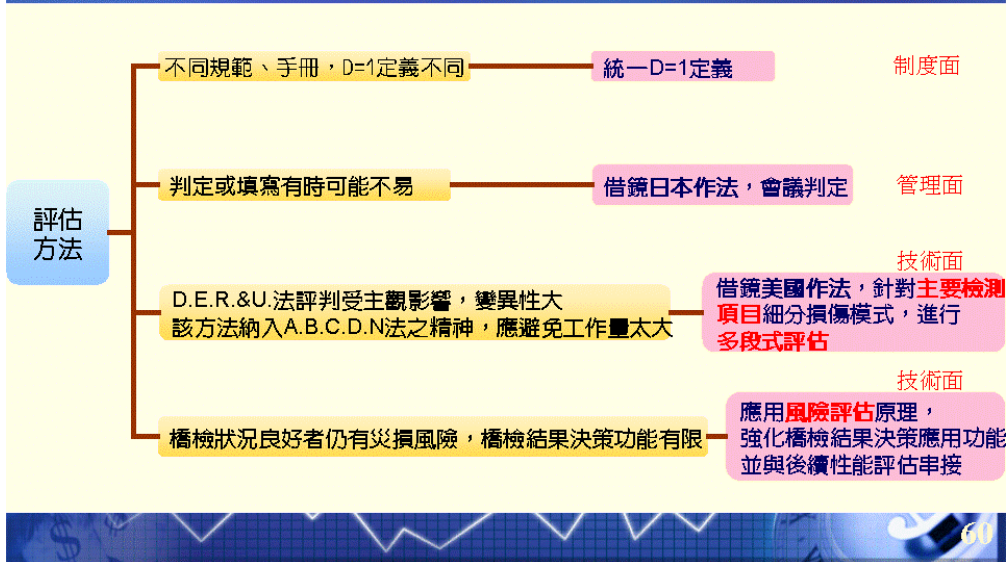 不同規範、手冊，D=1定義不同
統一D=1定義
制度面
判定或填寫有時可能不易
借鏡日本作法，會議判定
管理面
評估
方法
技術面
D.E.R.&U.法評判受主觀影響，變異性大
該方法納入A.B.C.D.N法之精神，應避免工作量太大
借鏡美國作法，針對主要檢測
項目細分損傷模式，進行
多段式評估
技術面
橋檢狀況良好者仍有災損風險，橋檢結果決策功能有限
應用風險評估原理，
強化橋檢結果決策應用功能
並與後續性能評估串接
60